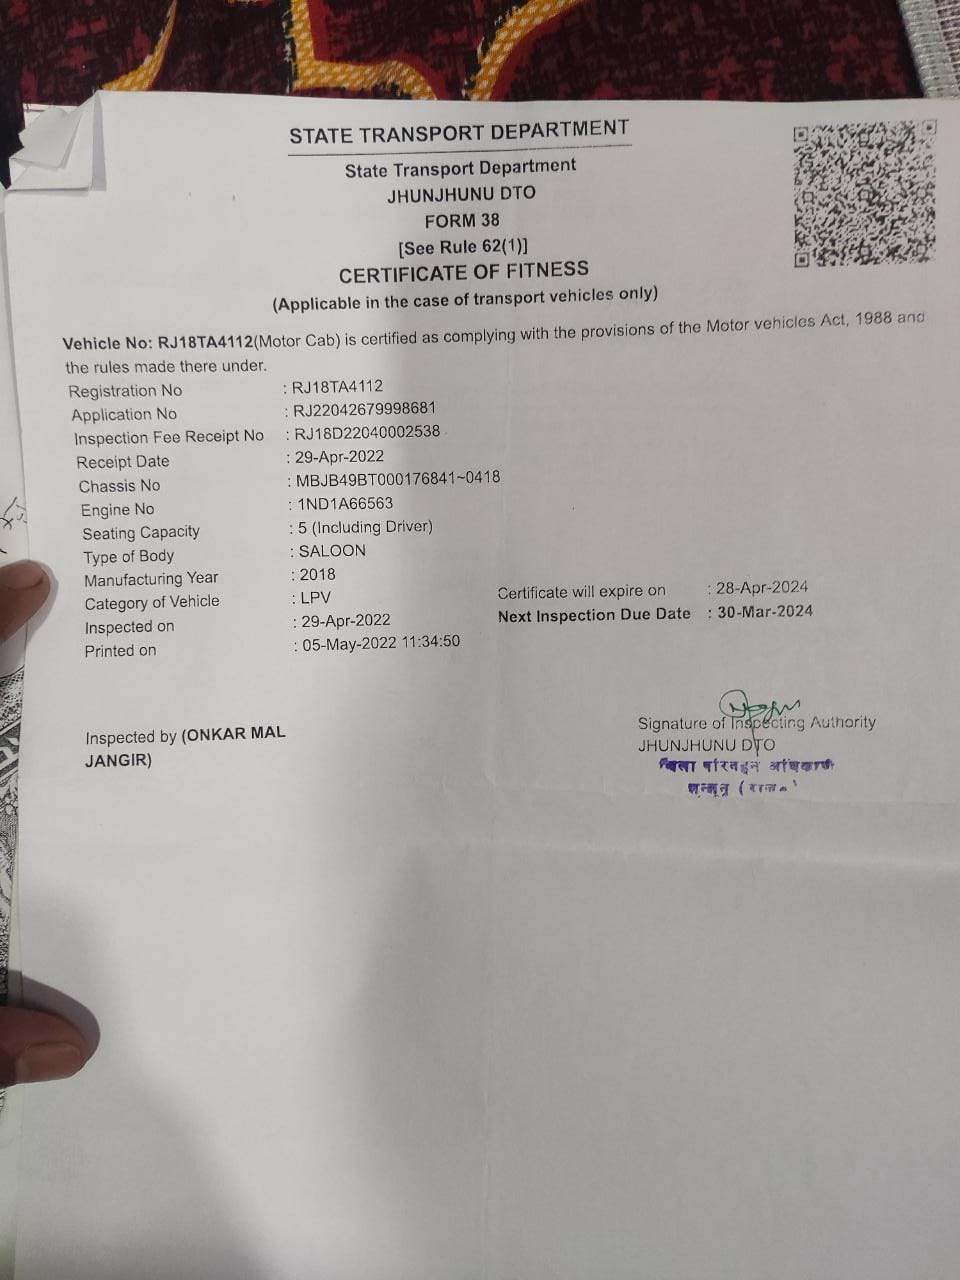 STATE TRANSPORT DEPARTMENT
State Transport Department
JHUNJHUNU DTO
FORM 38
[See Rule 62(1)]
CERTIFICATE OF FITNESS
(Applicable in the case of transport vehicles only)
Vehicle No: RJ18TA4112(Motor Cab) is certified as complying with the provisions of the Motor vehicles Act, 1988 and
the rules made there under.
Registration No : RJ18TA4112
Application No : RJ22042679998681
Inspection Fee Receipt No : RJ18D22040002538
Receipt Date : 29-Apr-2022
Chassis No : MBJB49BT000176841~0418
Engine No : 1ND1A66563
Seating Capacity : 5 (Including Driver)
Type of Body : SALOON
Manufacturing Year : 2018
Category of Vehicle : LPV Certificate will expire on : 28-Apr-2024
Inspected on : 29-Apr-2022 Next Inspection Due Date : 30-Mar-2024
Printed on : 05-May-2022 11:34:50
Inspected by (ONKAR MAL
JANGIR)
Signature of Inspecting Authority
JHUNJHUNU DTO
जिला परिवहन अधिकारी
झुन्झुनू (राज०)